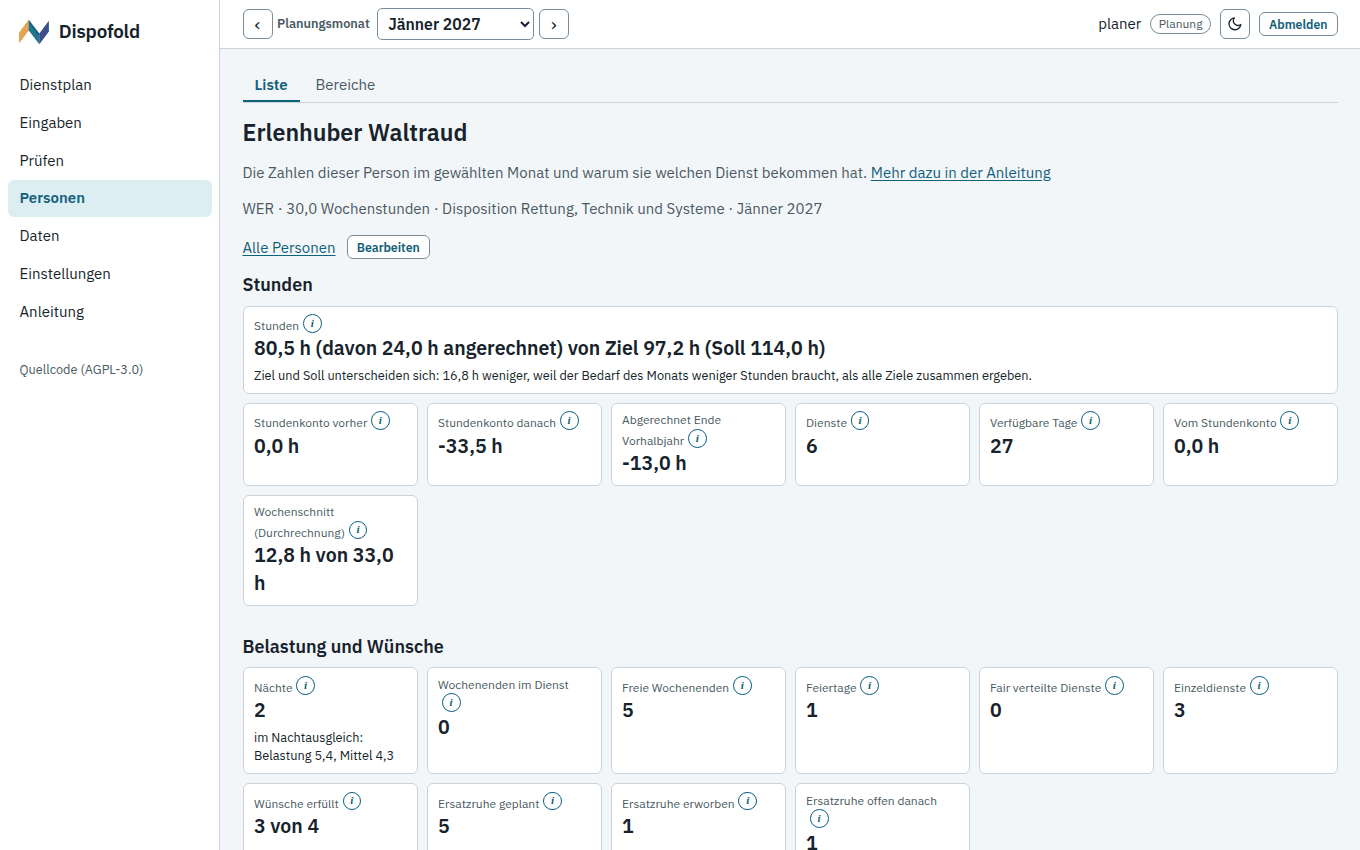 Dispofold
Dienstplan
Eingaben
Prüfen
Personen
Daten
Einstellungen
Anleitung
Quellcode (AGPL-3.0)
‹ Planungsmonat Jänner 2027 ›
planer Planung Abmelden
Liste Bereiche
Erlenhuber Waltraud
Die Zahlen dieser Person im gewählten Monat und warum sie welchen Dienst bekommen hat. Mehr dazu in der Anleitung
WER · 30,0 Wochenstunden · Disposition Rettung, Technik und Systeme · Jänner 2027
Alle Personen Bearbeiten
Stunden
Stunden i
80,5 h (davon 24,0 h angerechnet) von Ziel 97,2 h (Soll 114,0 h)
Ziel und Soll unterscheiden sich: 16,8 h weniger, weil der Bedarf des Monats weniger Stunden braucht, als alle Ziele zusammen ergeben.
Stundenkonto vorher i
0,0 h
Stundenkonto danach i
-33,5 h
Abgerechnet Ende
Vorhalbjahr i
-13,0 h
Dienste i
6
Verfügbare Tage i
27
Vom Stundenkonto i
0,0 h
Wochenschnitt
(Durchrechnung) i
12,8 h von 33,0
h
Belastung und Wünsche
Nächte i
2
im Nachtausgleich:
Belastung 5,4, Mittel 4,3
Wochenenden im Dienst
i
0
Freie Wochenenden i
5
Feiertage i
1
Fair verteilte Dienste i
0
Einzeldienste i
3
Wünsche erfüllt i
3 von 4
Ersatzruhe geplant i
5
Ersatzruhe erworben i
1
Ersatzruhe offen danach
i
1